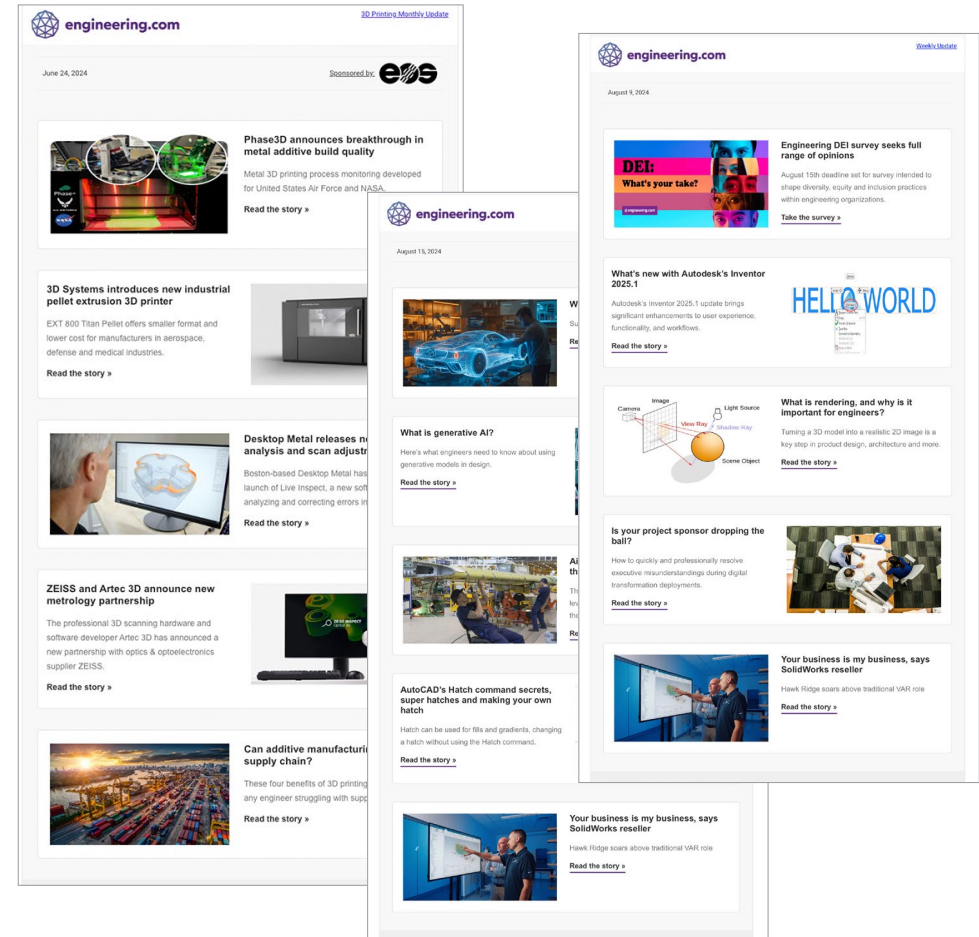 engineering.com
3D Printing Monthly Update
June 24, 2024
Sponsored by:
eos
Phase3D announces breakthrough in
metal additive build quality
Metal 3D printing process monitoring developed
for United States Air Force and NASA.
Read the story »
3D Systems introduces new industrial
pellet extrusion 3D printer
EXT 800 Titan Pellet offers smaller format and
lower cost for manufacturers in aerospace,
defense and medical industries.
Read the story »
Desktop Metal releases
analysis and scan
Boston-based Desktop Metal has
launch of Live Inspect, a new
analyzing and correcting errors in
Read the story »
ZEISS and Artec 3D announce new
metrology partnership
The professional 3D scanning hardware and
software developer Artec 3D has announced a
new partnership with optics & optoelectronics
supplier ZEISS.
Read the story »
Can additive
supply chain?
These four benefits of 3D printing
any engineer struggling with
Read the story »
engineering.com
August 15, 2024
What is generative AI?
Here's what engineers need to know about using
generative models in design.
Read the story »
AutoCAD's Hatch command secrets,
super hatches and making your own
hatch
Hatch can be used for fills and gradients, changing
a hatch without using the Hatch command.
Read the story »
Your business is my business, says
SolidWorks reseller
Hawk Ridge soars above traditional VAR role
Read the story »
engineering.com
Weekly Update
August 9, 2024
DEI:
What's your take?
engineering.com
Engineering DEI survey seeks full
range of opinions
August 15th deadline set for survey intended to
shape diversity, equity and inclusion practices
within engineering organizations.
Take the survey »
What's new with Autodesk's Inventor
2025.1
Autodesk's Inventor 2025.1 update brings
significant enhancements to user experience,
functionality, and workflows.
Read the story »
HELLO WORLD
Camera
Image
Light Source
View Ray
Shadow Ray
Scene Object
What is rendering, and why is it
important for engineers?
Turning a 3D model into a realistic 2D image is a
key step in product design, architecture and more.
Read the story »
Is your project sponsor dropping the
ball?
How to quickly and professionally resolve
executive misunderstandings during digital
transformation deployments.
Read the story »
Your business is my business, says
SolidWorks reseller
Hawk Ridge soars above traditional VAR role
Read the story »